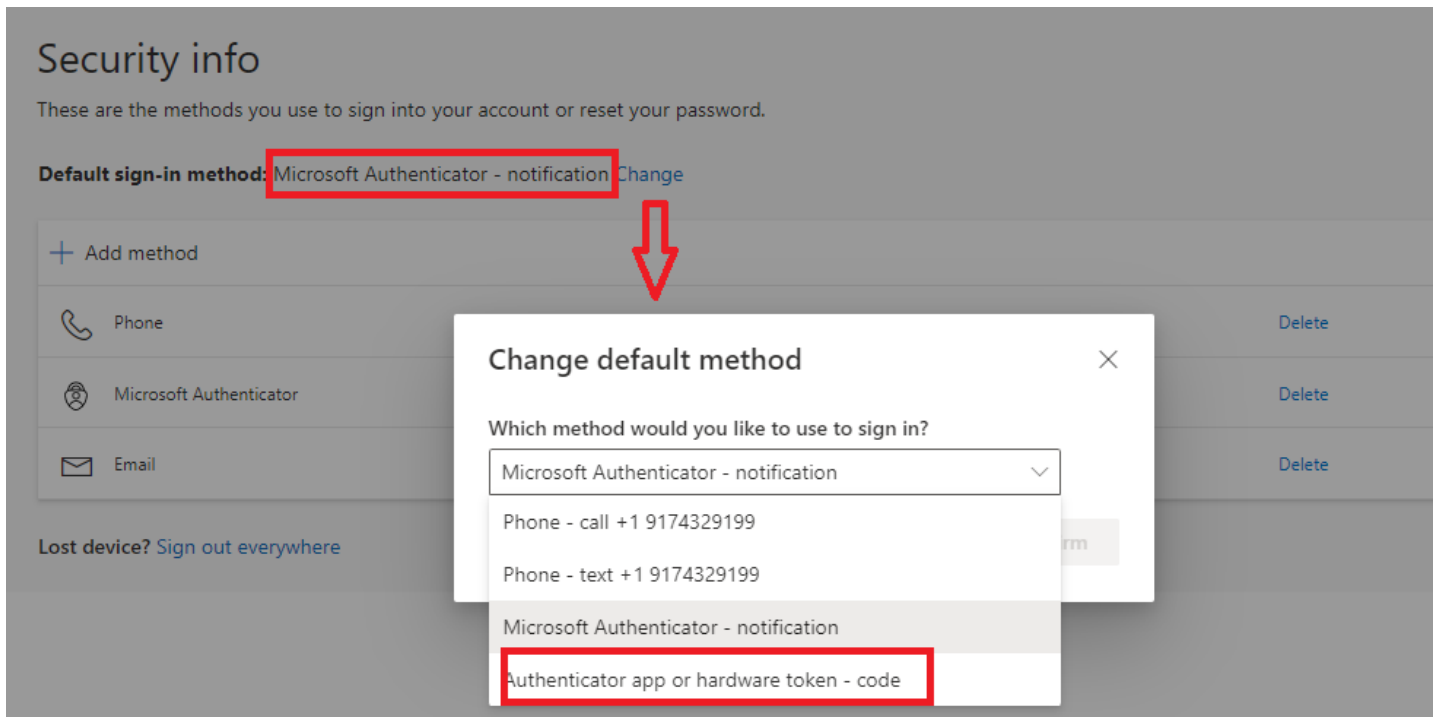 Security info
These are the methods you use to sign into your account or reset your password.
Default sign-in method: Microsoft Authenticator - notification Change
Add method
Phone
Delete
Microsoft Authenticator
Delete
Email
Delete
Lost device? Sign out everywhere
Change default method
Which method would you like to use to sign in?
Microsoft Authenticator - notification
Phone - call +1 9174329199
Phone - text +1 9174329199
Microsoft Authenticator - notification
Authenticator app or hardware token - code